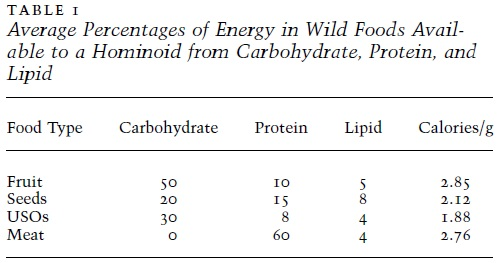 TABLE 1
Average Percentages of Energy in Wild Foods Avail-
able to a Hominoid from Carbohydrate, Protein, and
Lipid
Food Type Carbohydrate Protein Lipid Calories/g
Fruit 50 10 5 2.85
Seeds 20 15 8 2.12
USOs 30 8 4 1.88
Meat 0 60 4 2.76